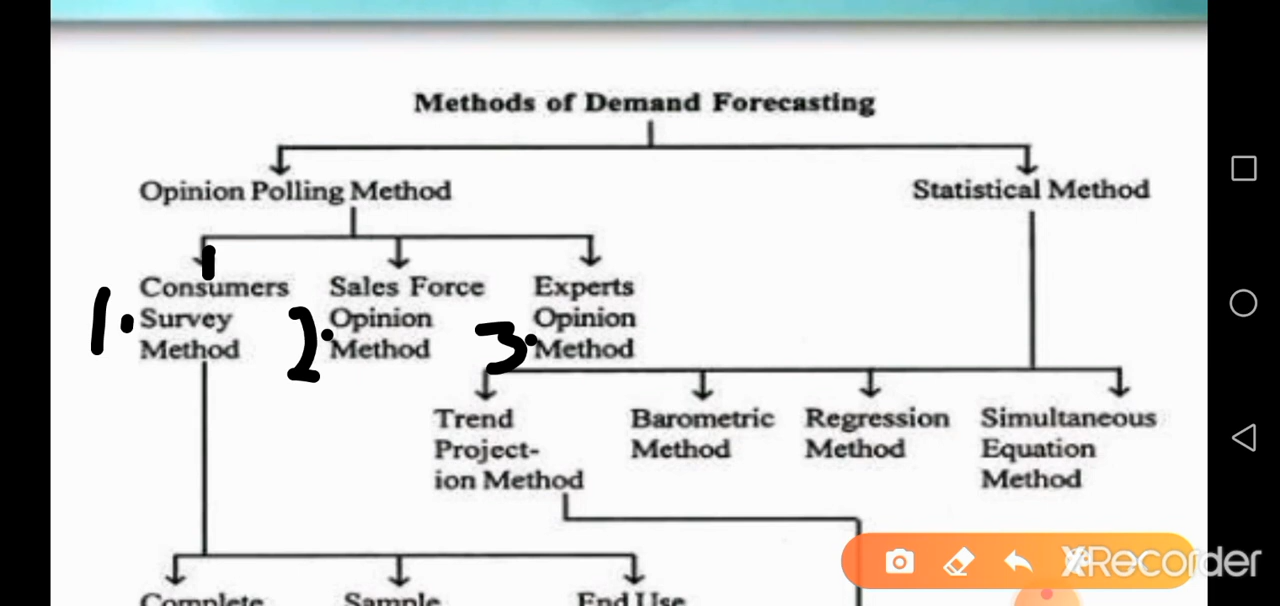 Methods of Demand Forecasting
Opinion Polling Method
Statistical Method
1. Consumers
Survey
Method
2. Sales Force
Opinion
Method
3. Experts
Opinion
Method
Trend
Project-
ion Method
Barometric
Method
Regression
Method
Simultaneous
Equation
Method
Complete
Sample
End Use
XRecorder